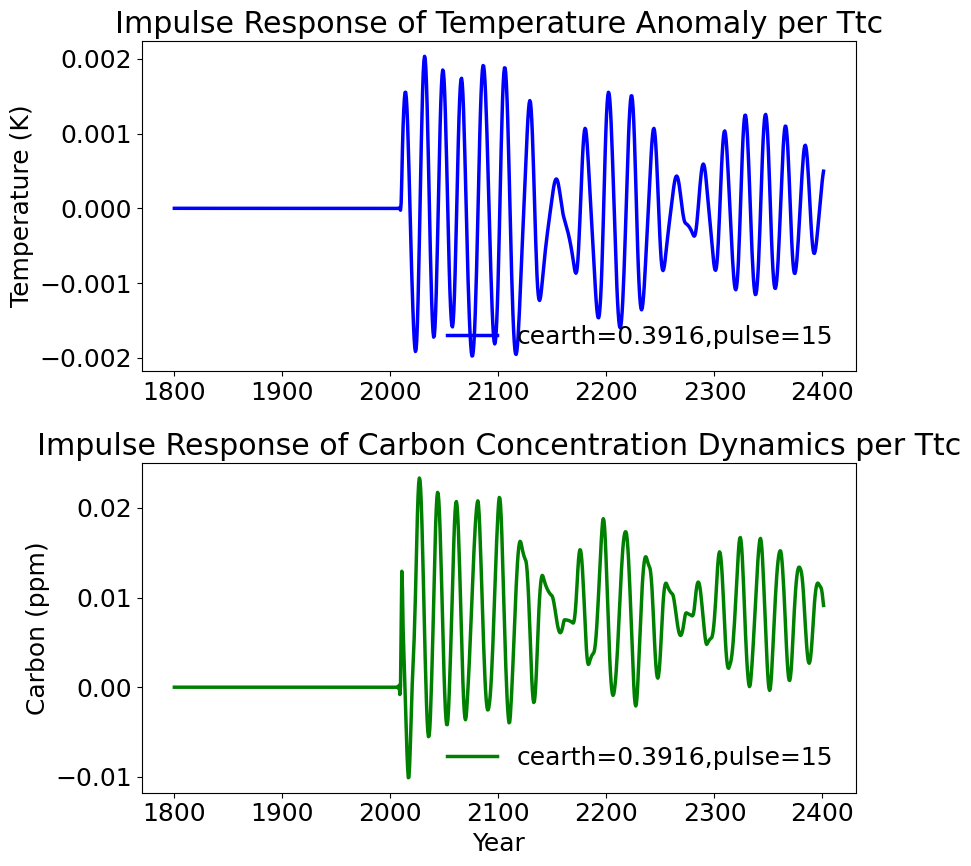 Impulse Response of Temperature Anomaly per Ttc
Temperature (K)
0.002
0.001
0.000
−0.001
−0.002
cearth=0.3916,pulse=15
1800 1900 2000 2100 2200 2300 2400
Impulse Response of Carbon Concentration Dynamics per Ttc
Carbon (ppm)
0.02
0.01
0.00
−0.01
cearth=0.3916,pulse=15
1800 1900 2000 2100 2200 2300 2400
Year